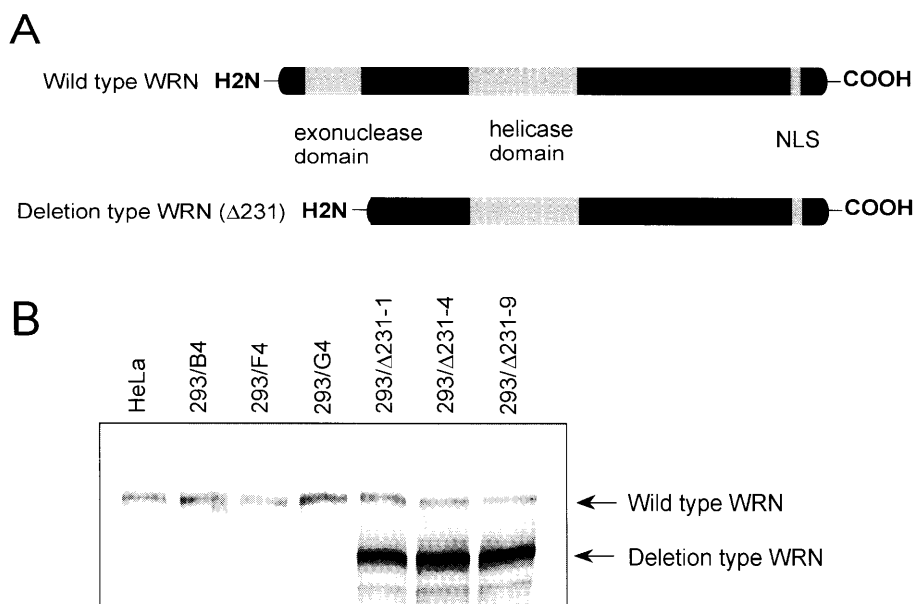 A
Wild type WRN H2N COOH
exonuclease domain
helicase domain
NLS
Deletion type WRN (Δ231) H2N COOH
B
HeLa
293/B4
293/F4
293/G4
293/Δ231-1
293/Δ231-4
293/Δ231-9
Wild type WRN
Deletion type WRN